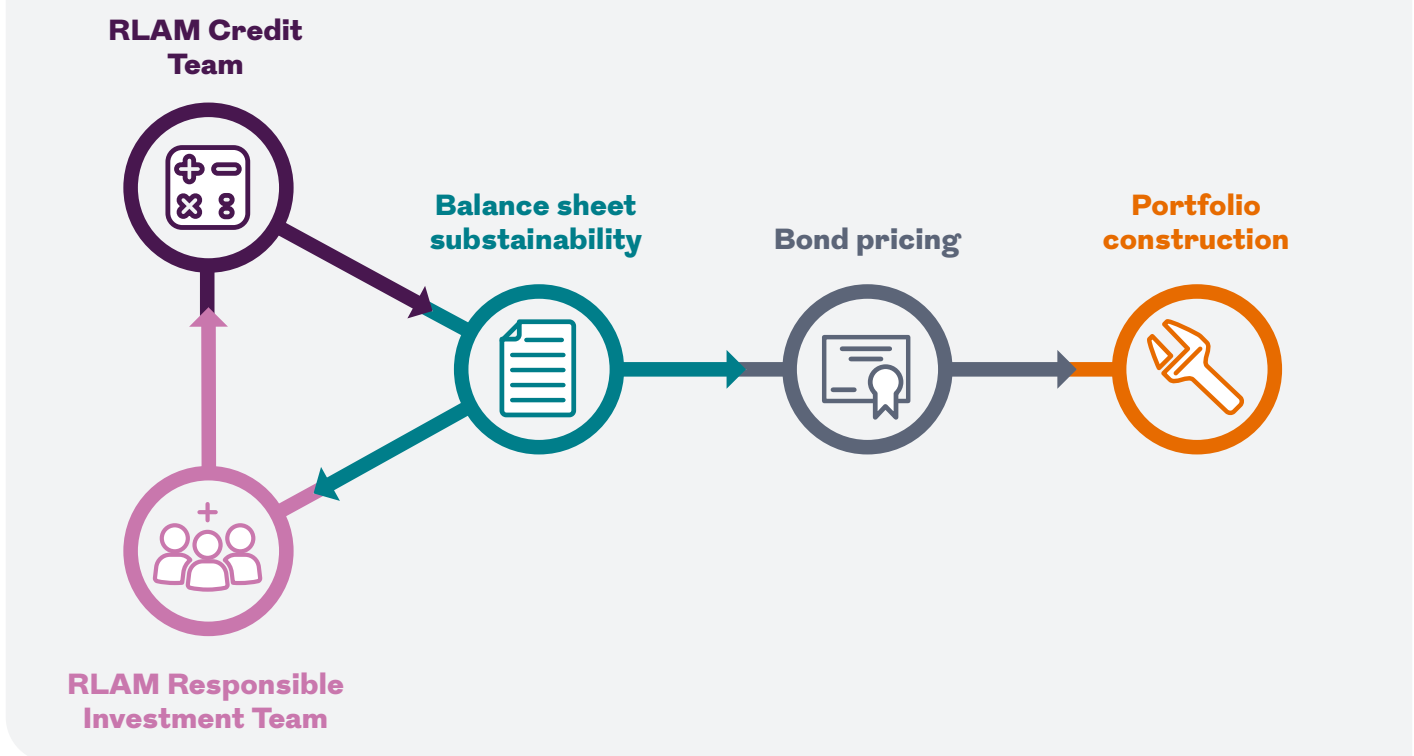 RLAM Credit
Team
Balance sheet
substainability
Bond pricing
Portfolio
construction
RLAM Responsible
Investment Team